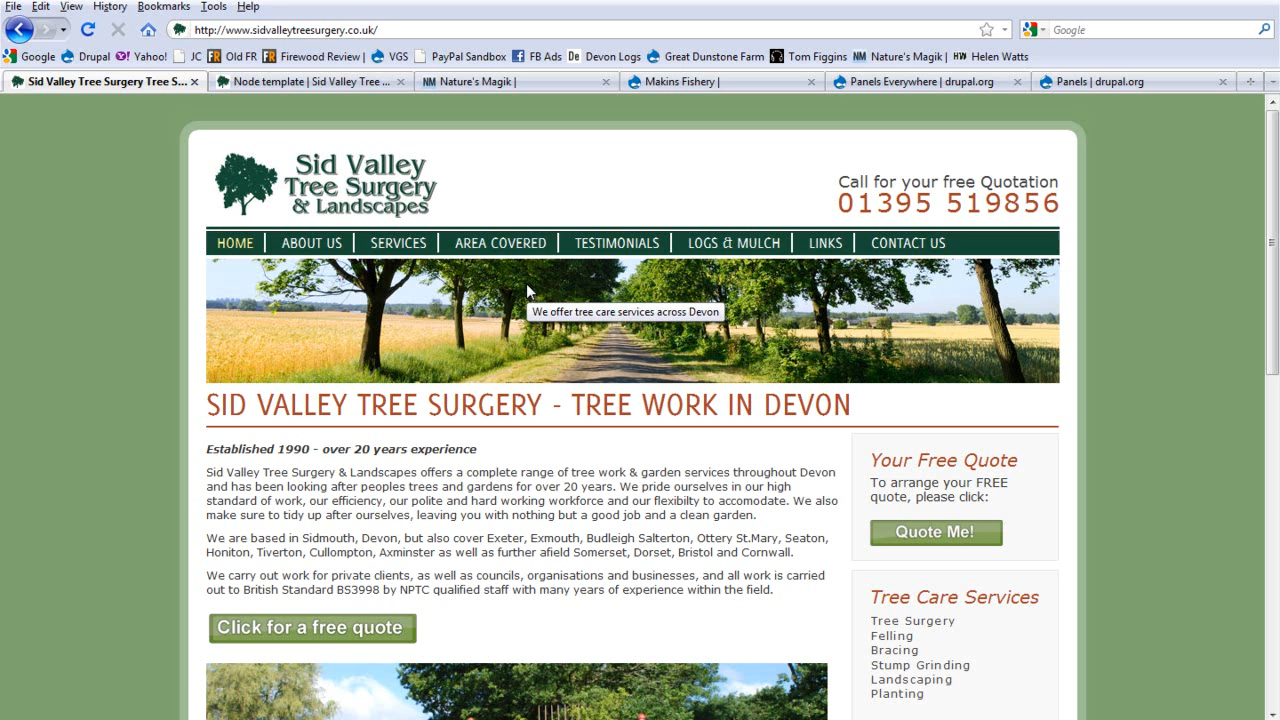 File Edit View History Bookmarks Tools Help
http://www.sidvalleytreesurgery.co.uk/ Google
Google Drupal Yahoo! JC Old FR Firewood Review | VGS PayPal Sandbox FB Ads De Devon Logs Great Dunstone Farm Tom Figgins NM Nature's Magik | HW Helen Watts
Sid Valley Tree Surgery Tree S... Node template | Sid Valley Tree ... NM Nature's Magik | Makins Fishery | Panels Everywhere | drupal.org Panels | drupal.org
Sid Valley
Tree Surgery
& Landscapes
Call for your free Quotation
01395 519856
HOME ABOUT US SERVICES AREA COVERED TESTIMONIALS LOGS & MULCH LINKS CONTACT US
We offer tree care services across Devon
SID VALLEY TREE SURGERY - TREE WORK IN DEVON
Established 1990 - over 20 years experience
Sid Valley Tree Surgery & Landscapes offers a complete range of tree work & garden services throughout Devon
and has been looking after peoples trees and gardens for over 20 years. We pride ourselves in our high
standard of work, our efficiency, our polite and hard working workforce and our flexibilty to accomodate. We also
make sure to tidy up after ourselves, leaving you with nothing but a good job and a clean garden.
We are based in Sidmouth, Devon, but also cover Exeter, Exmouth, Budleigh Salterton, Ottery St.Mary, Seaton,
Honiton, Tiverton, Cullompton, Axminster as well as further afield Somerset, Dorset, Bristol and Cornwall.
We carry out work for private clients, as well as councils, organisations and businesses, and all work is carried
out to British Standard BS3998 by NPTC qualified staff with many years of experience within the field.
Click for a free quote
Your Free Quote
To arrange your FREE
quote, please click:
Quote Me!
Tree Care Services
Tree Surgery
Felling
Bracing
Stump Grinding
Landscaping
Planting